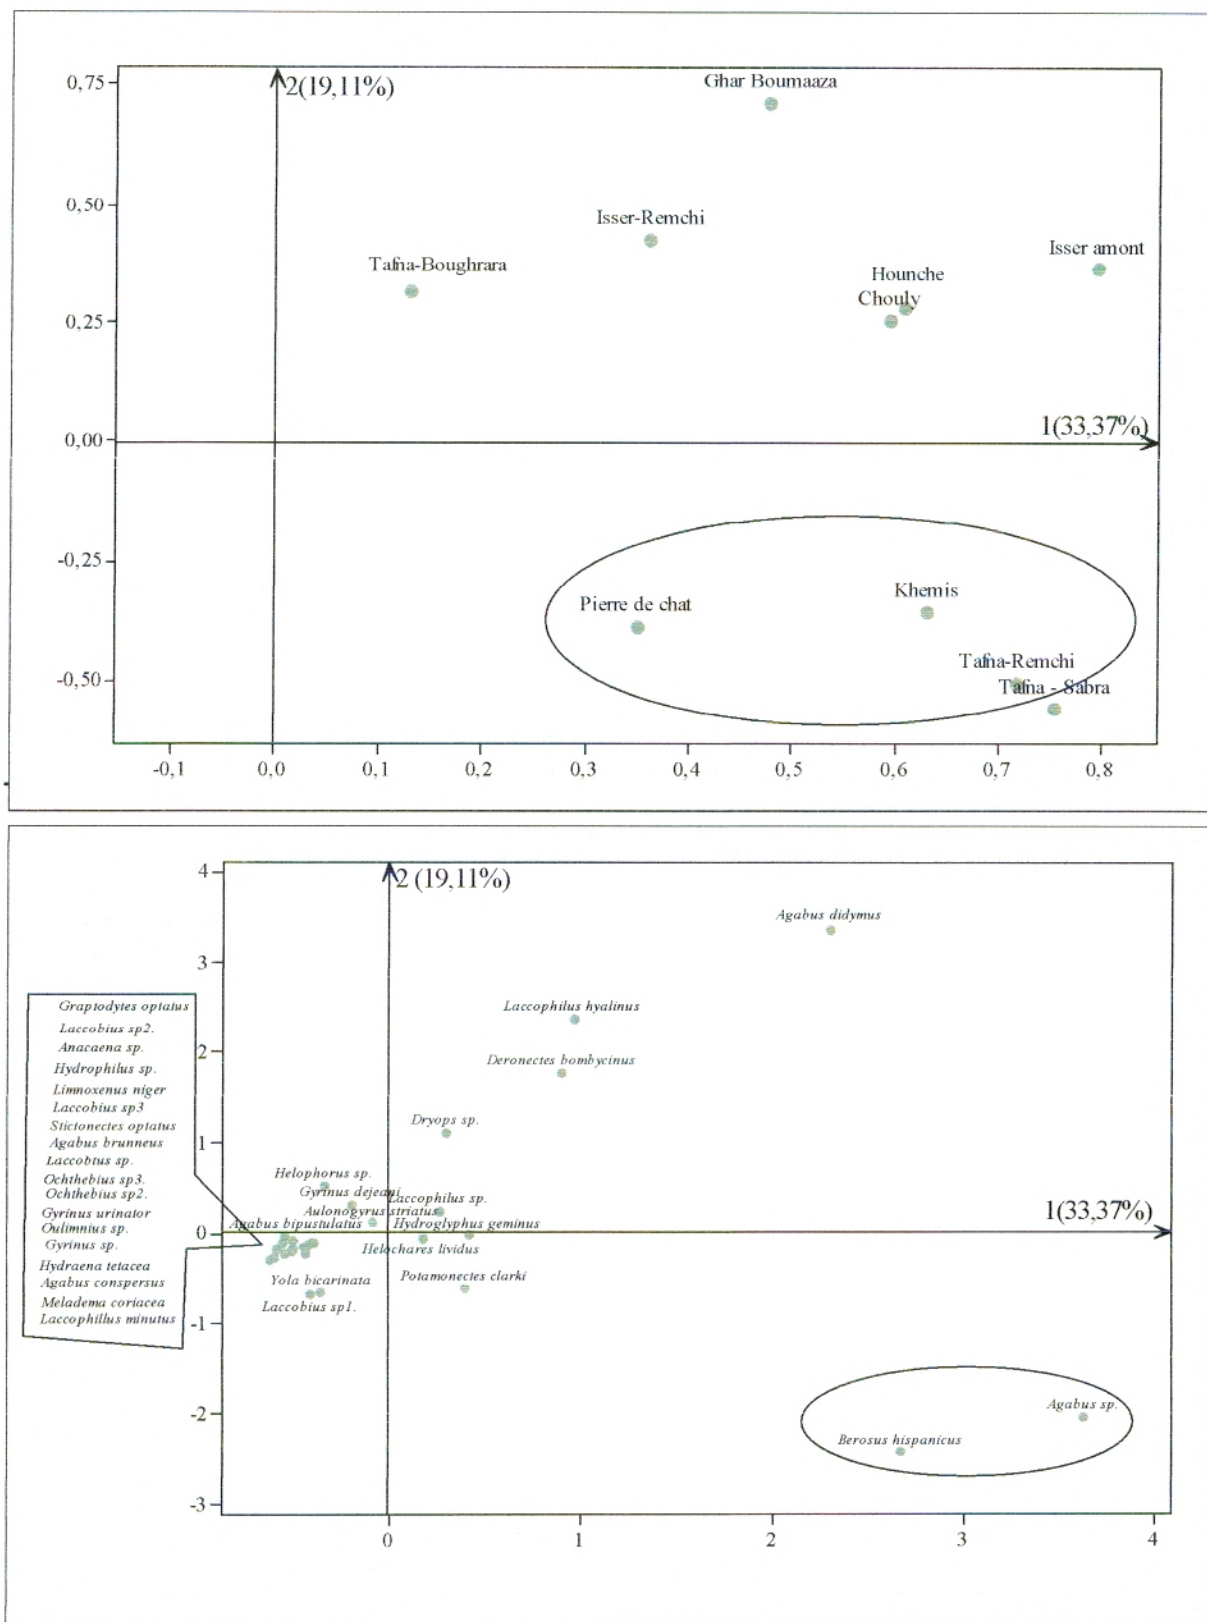 0,75
2(19,11%)
Ghar Boumaaza
0,50
Isser-Remchi
Isser amont
Tafna-Boughrara
Hounche
Chouly
0,25
1(33,37%)
0,00
-0,25
Khemis
Pierre de chat
Tafna-Remchi
-0,50
Tafna - Sabra
-0,1 0,0 0,1 0,2 0,3 0,4 0,5 0,6 0,7 0,8
4
2 (19,11%)
Agabus didymus
3
Graptodytes optatus
Laccobius sp2.
Anacaena sp.
Hydrophilus sp.
Limnoxenus niger
Laccobius sp3
Stictonectes optatus
Agabus brunneus
Laccobius sp.
Ochthebius sp3.
Ochthebius sp2.
Gyrinus urinator
Oulimnius sp.
Gyrinus sp.
Hydraena tetacea
Agabus conspersus
Meladema coriacea
Laccophillus minutus
Laccophilus hyalinus
2
Deronectes bombycinus
Dryops sp.
1
Helophorus sp.
Gyrinus dejeani
Laccophilus sp.
Aulonogyrus striatus
1(33,37%)
Agabus bipustulatus
Hydroglyphus geminus
0
Helochares lividus
Yola bicarinata
Potamonectes clarki
Laccobius sp1.
-1
Agabus sp.
-2
Berosus hispanicus
-3
0 1 2 3 4